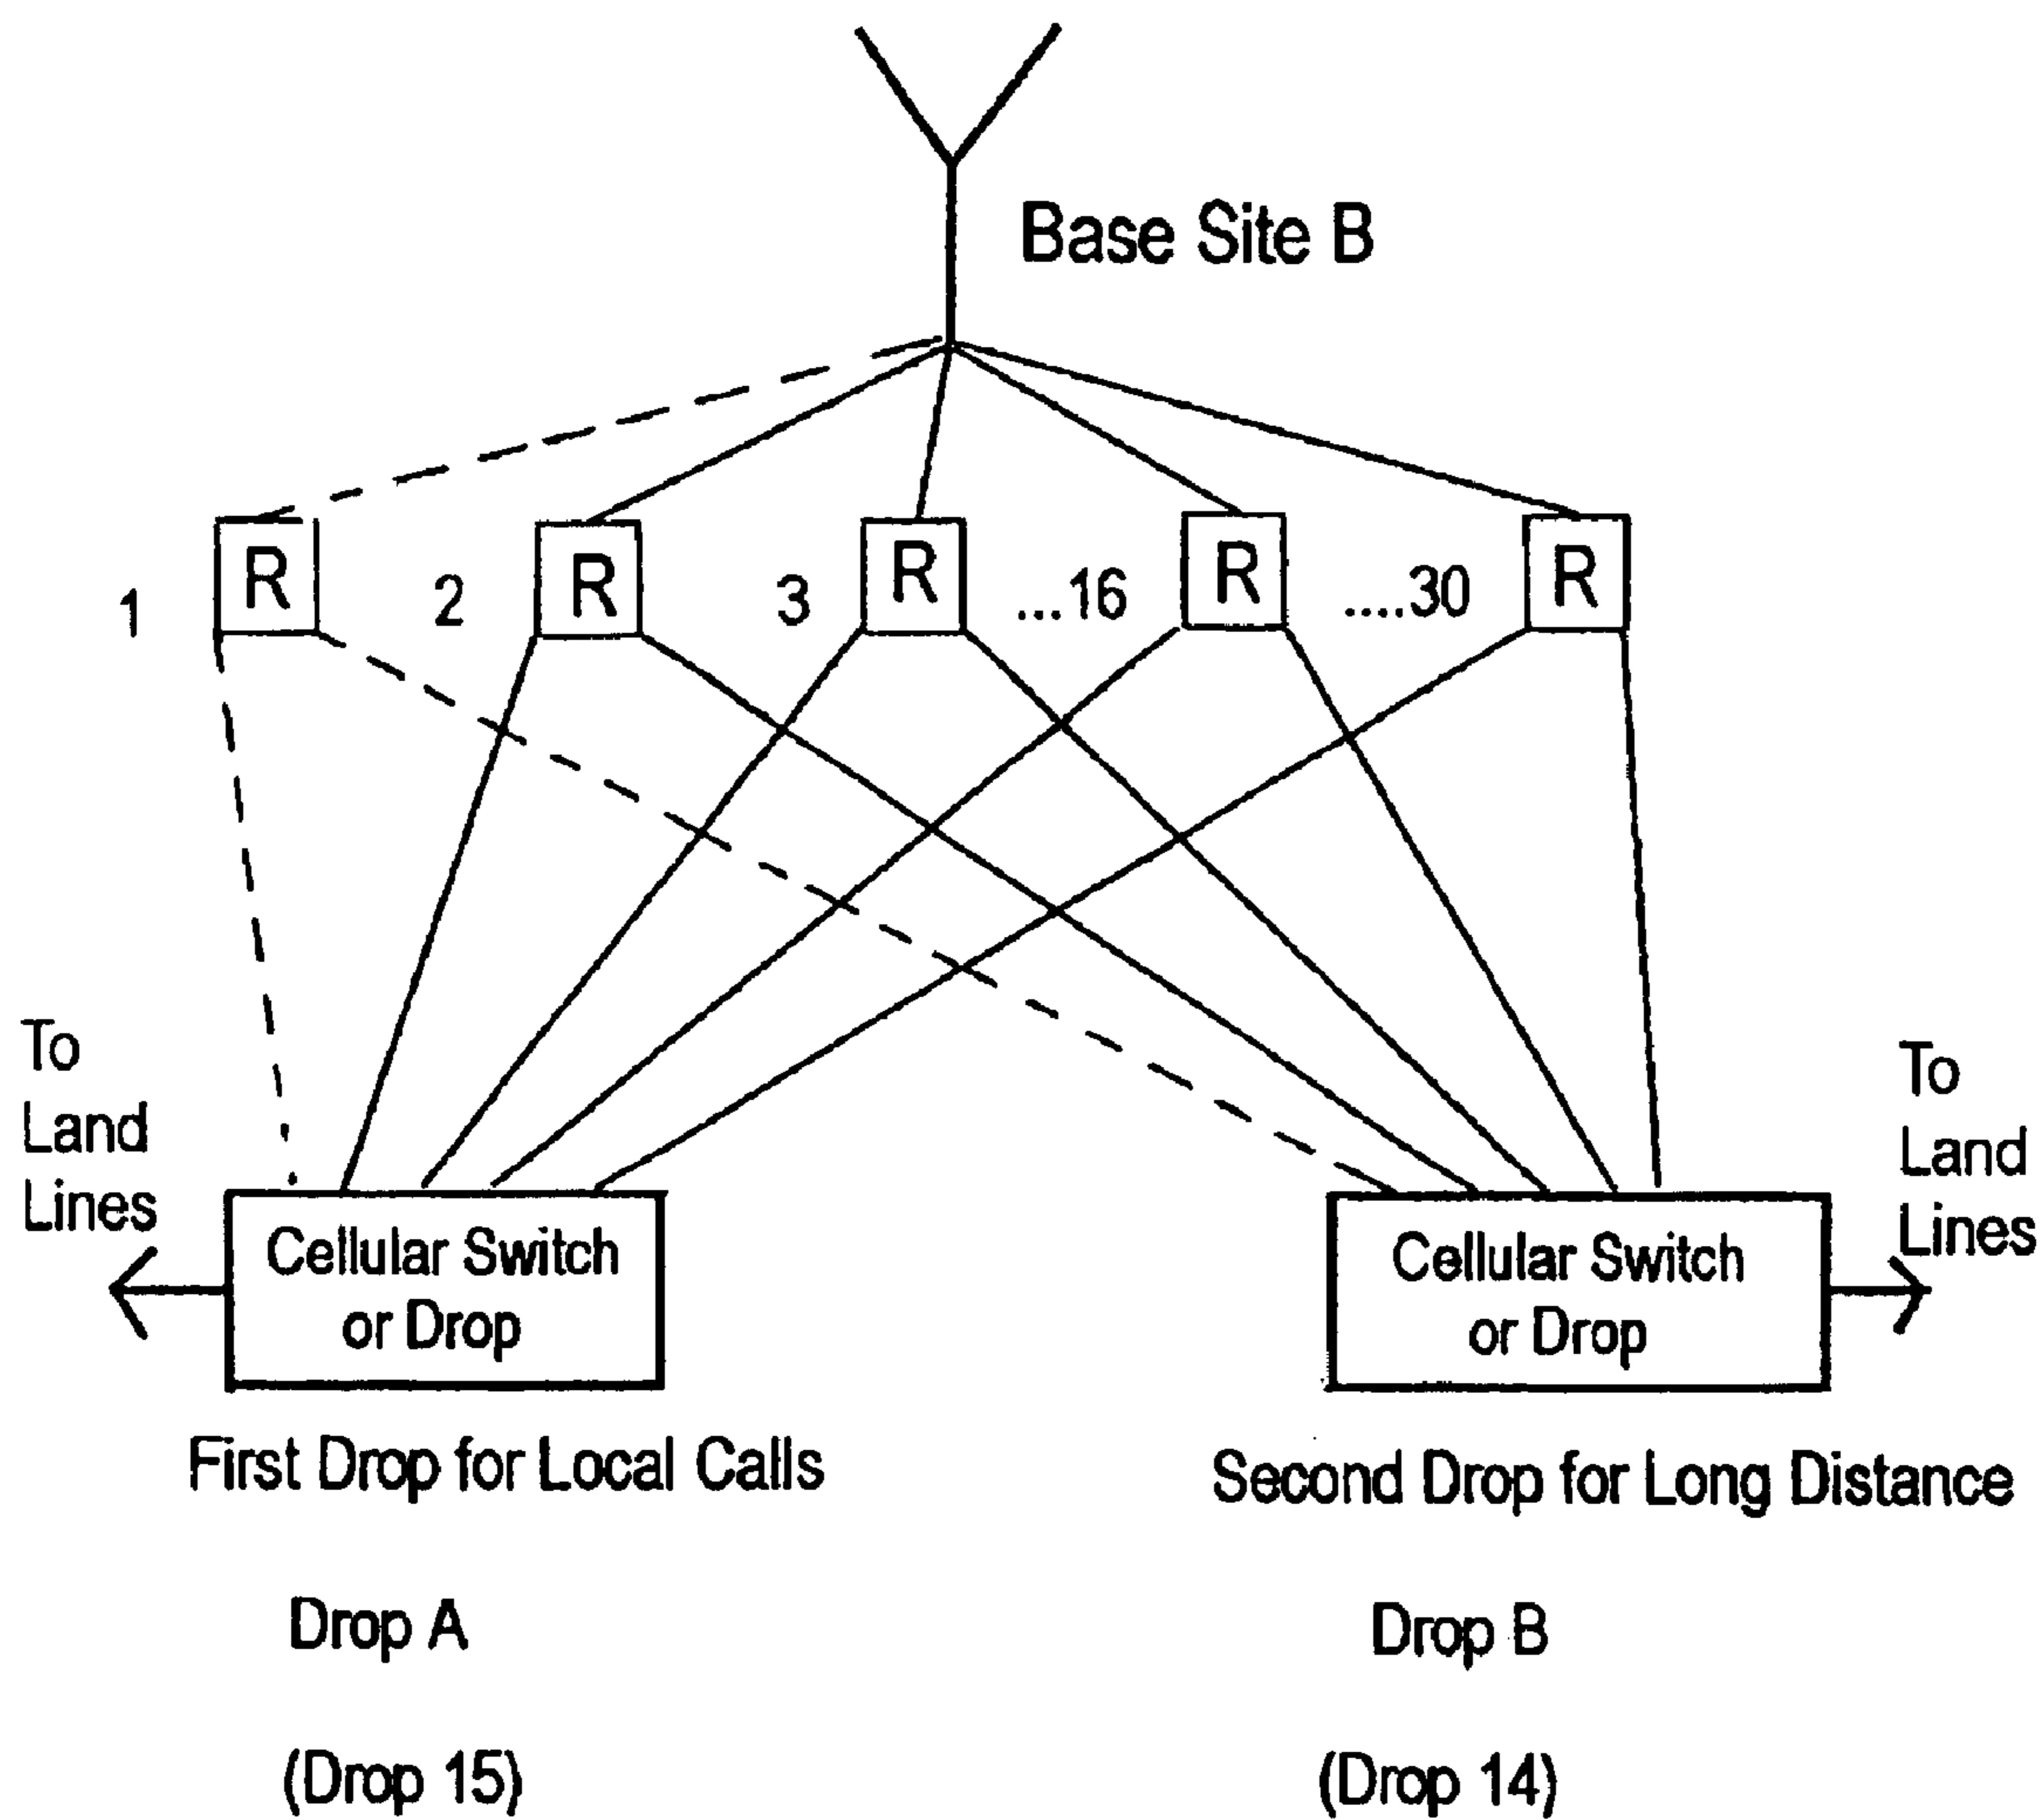 Base Site B
1 R 2 R 3 R ...16 R ....30 R
To
Land
Lines
To
Land
Lines
Cellular Switch
or Drop
Cellular Switch
or Drop
First Drop for Local Calls
Second Drop for Long Distance
Drop A
Drop B
(Drop 15)
(Drop 14)